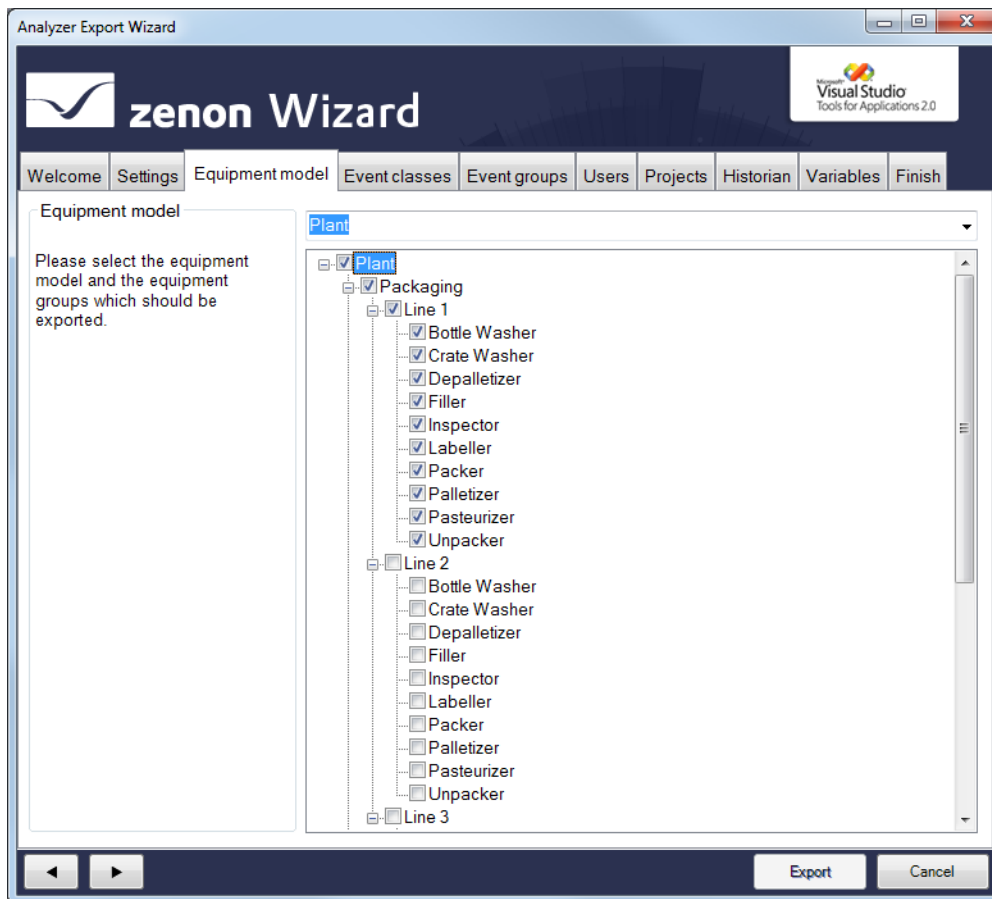 Analyzer Export Wizard
zenon Wizard
Microsoft
Visual Studio
Tools for Applications 2.0
Welcome Settings Equipment model Event classes Event groups Users Projects Historian Variables Finish
Equipment model
Please select the equipment
model and the equipment
groups which should be
exported.
Plant
Plant
Packaging
Line 1
Bottle Washer
Crate Washer
Depalletizer
Filler
Inspector
Labeller
Packer
Palletizer
Pasteurizer
Unpacker
Line 2
Bottle Washer
Crate Washer
Depalletizer
Filler
Inspector
Labeller
Packer
Palletizer
Pasteurizer
Unpacker
Line 3
Export Cancel